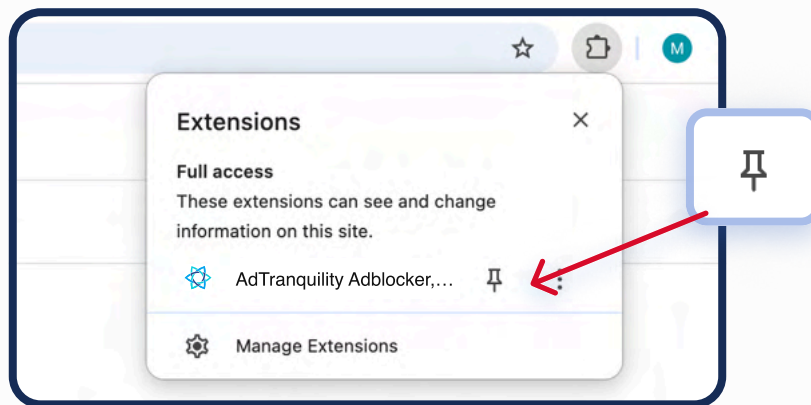 M
Extensions
Full access
These extensions can see and change
information on this site.
AdTranquility Adblocker,...
Manage Extensions